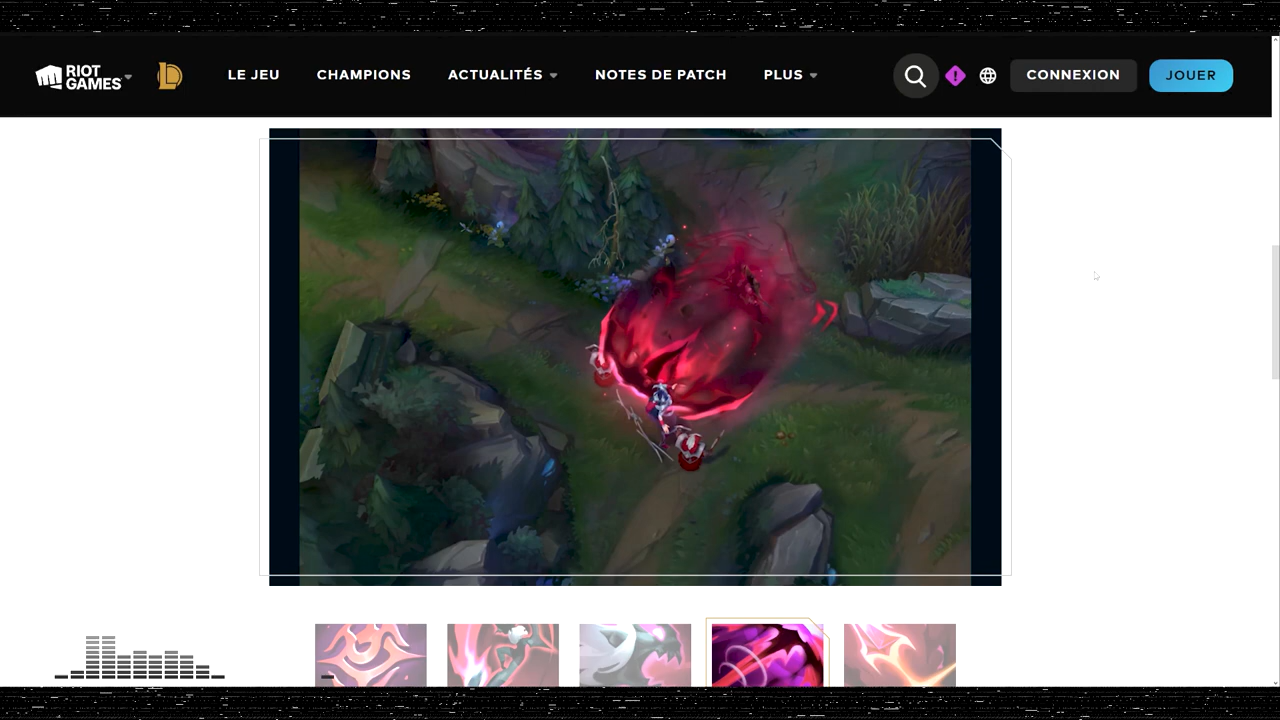 RIOT
GAMES
LE JEU
CHAMPIONS
ACTUALITÉS
NOTES DE PATCH
PLUS
CONNEXION
JOUER